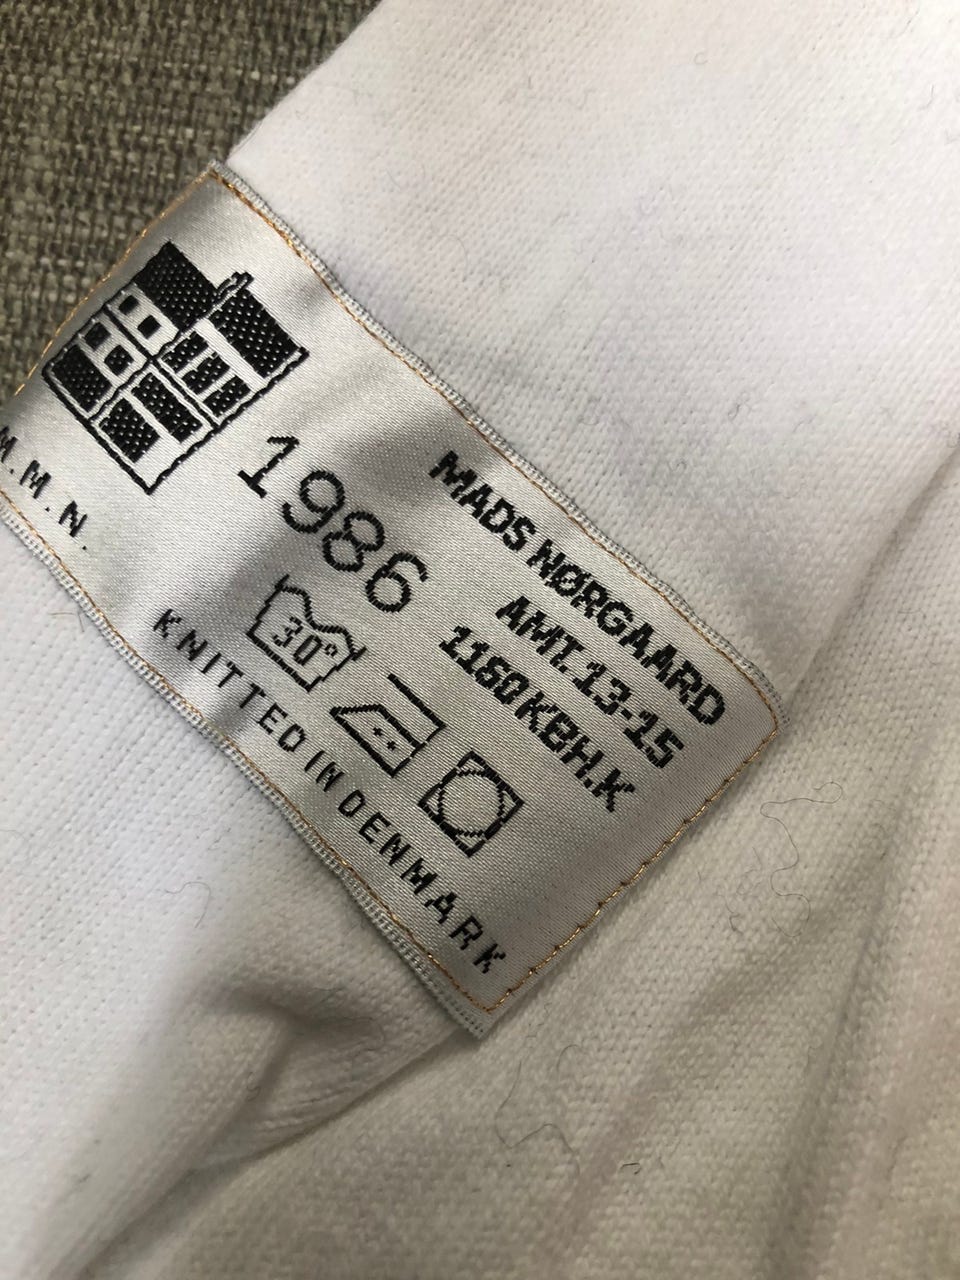 M.M.N.
1986
30°
KNITTED IN DENMARK
MADS NØRGAARD
AMT. 13-15
1160 KBH.K